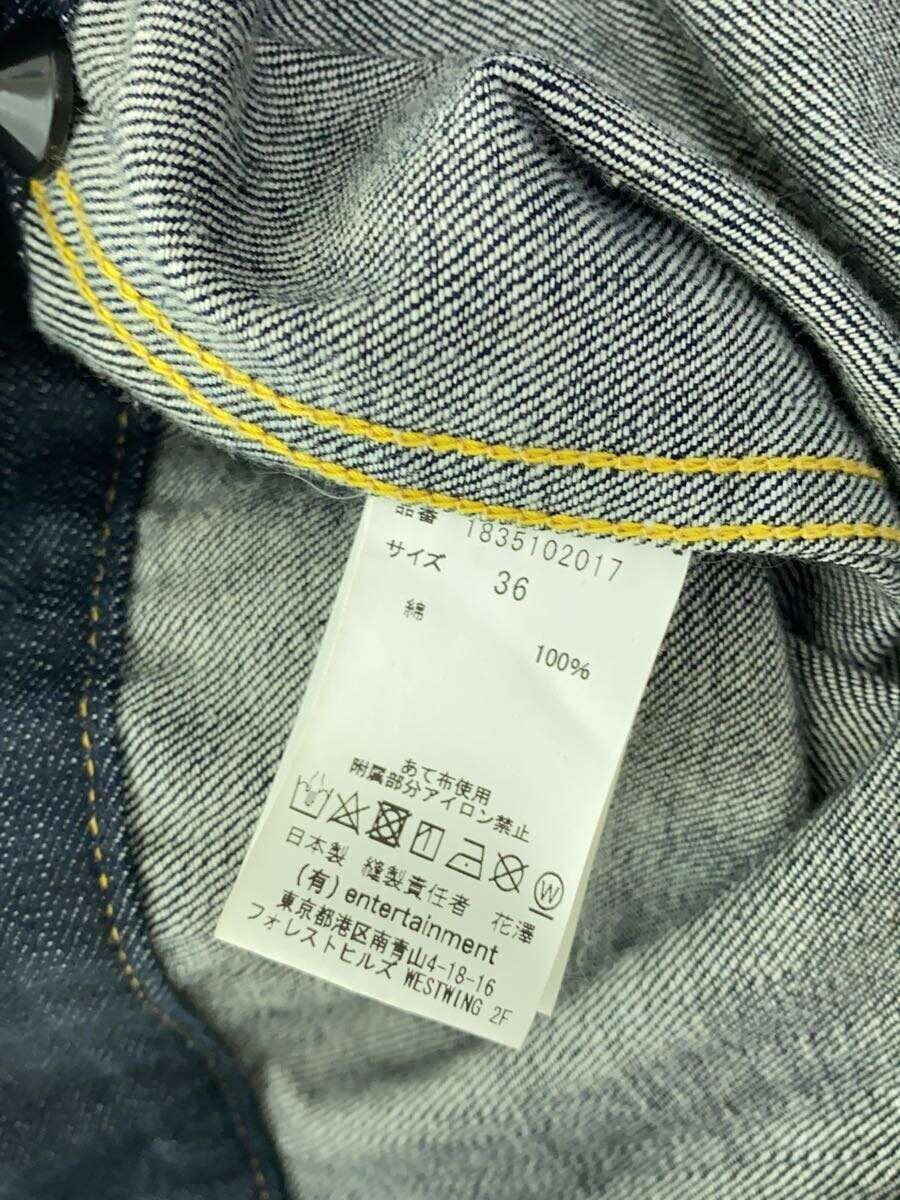 品番 1835102017
サイズ 36
綿 100%
あて布使用
附属部分アイロン禁止
W
日本製 縫製責任者 花澤
(有) entertainment
東京都港区南青山4-18-16
フォレストヒルズ WESTWING 2F